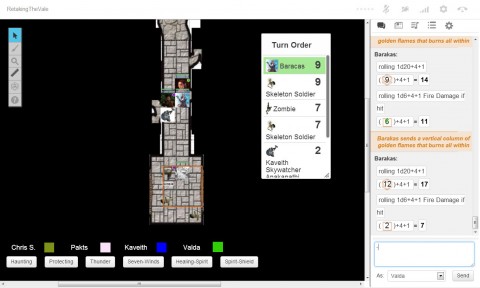 RetakingTheVale
golden flames that burns all within
Barakas:
rolling 1d20+4+1
( 9 )+4+1 = 14
rolling 1d6+4+1 Fire Damage if
hit
( 6 )+4+1 = 11
Barakas sends a vertical column of
golden flames that burns all within
Barakas:
rolling 1d20+4+1
( 12 )+4+1 = 17
rolling 1d6+4+1 Fire Damage if
hit
( 2 )+4+1 = 7
As: Valda Send
Turn Order
Baracas 9
9
Skeleton Soldier
Zombie 7
7
Skeleton Soldier
2
Kaveith
Skywatcher
Chris S. Pakts Kaveith Valda
Haunting Protecting Thunder Seven-Winds Healing-Spirit Spirit-Shield